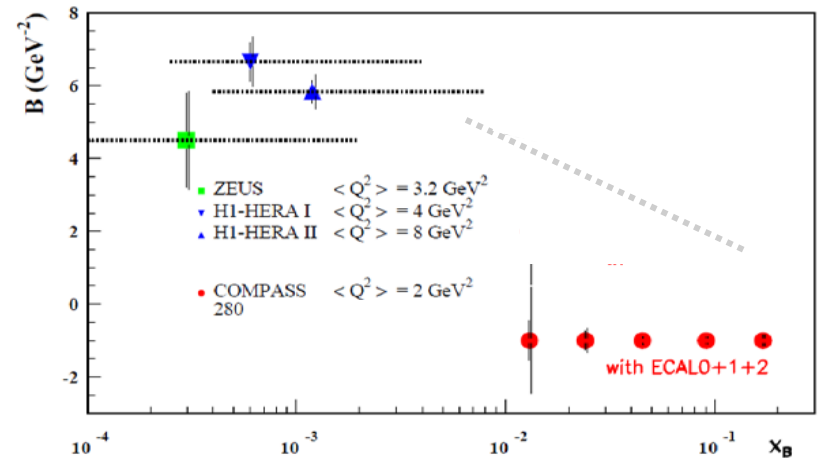 B (GeV⁻²)
8
6
4
2
0
-2
ZEUS < Q² > = 3.2 GeV²
H1-HERA I < Q² > = 4 GeV²
H1-HERA II < Q² > = 8 GeV²
COMPASS < Q² > = 2 GeV²
280
with ECAL0+1+2
10⁻⁴ 10⁻³ 10⁻² 10⁻¹ x_B